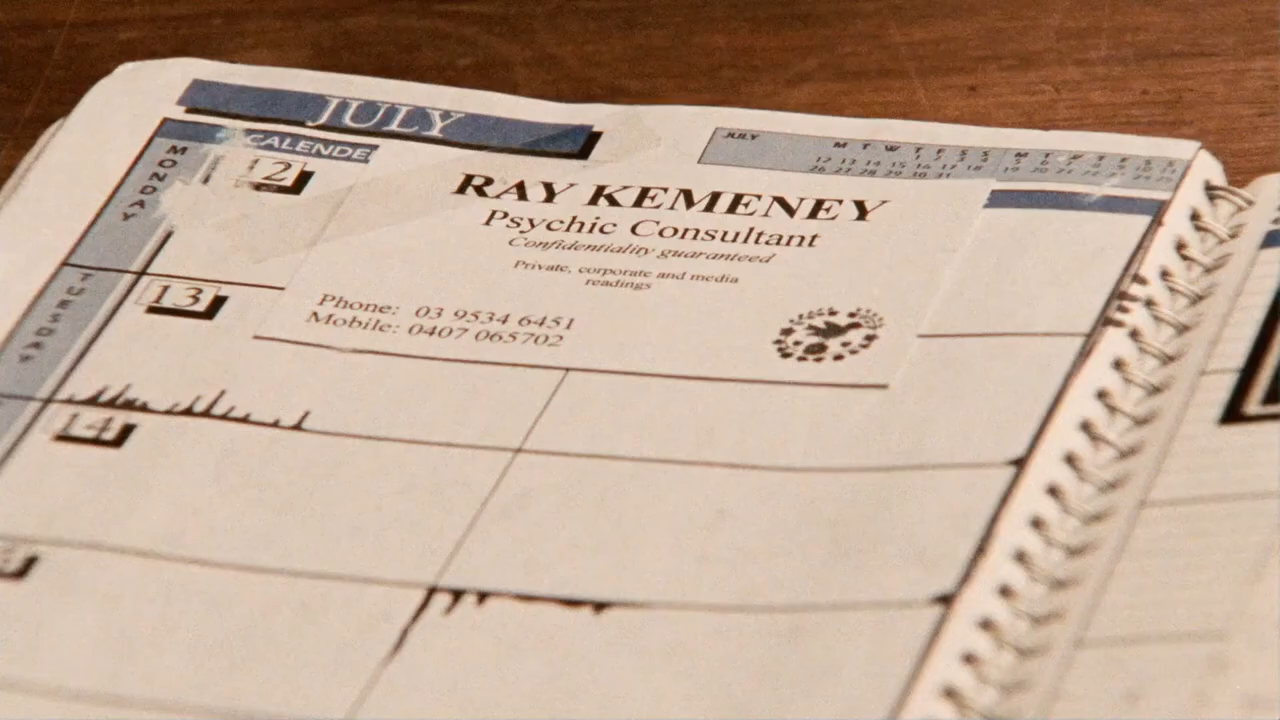 JULY
CALENDE
JULY
M T W T F S S M T W T F S S
MONDAY
12
RAY KEMENEY
Psychic Consultant
Confidentiality guaranteed
Private, corporate and media
readings
Phone: 03 9534 6451
Mobile: 0407 065702
TUESDAY
13
14